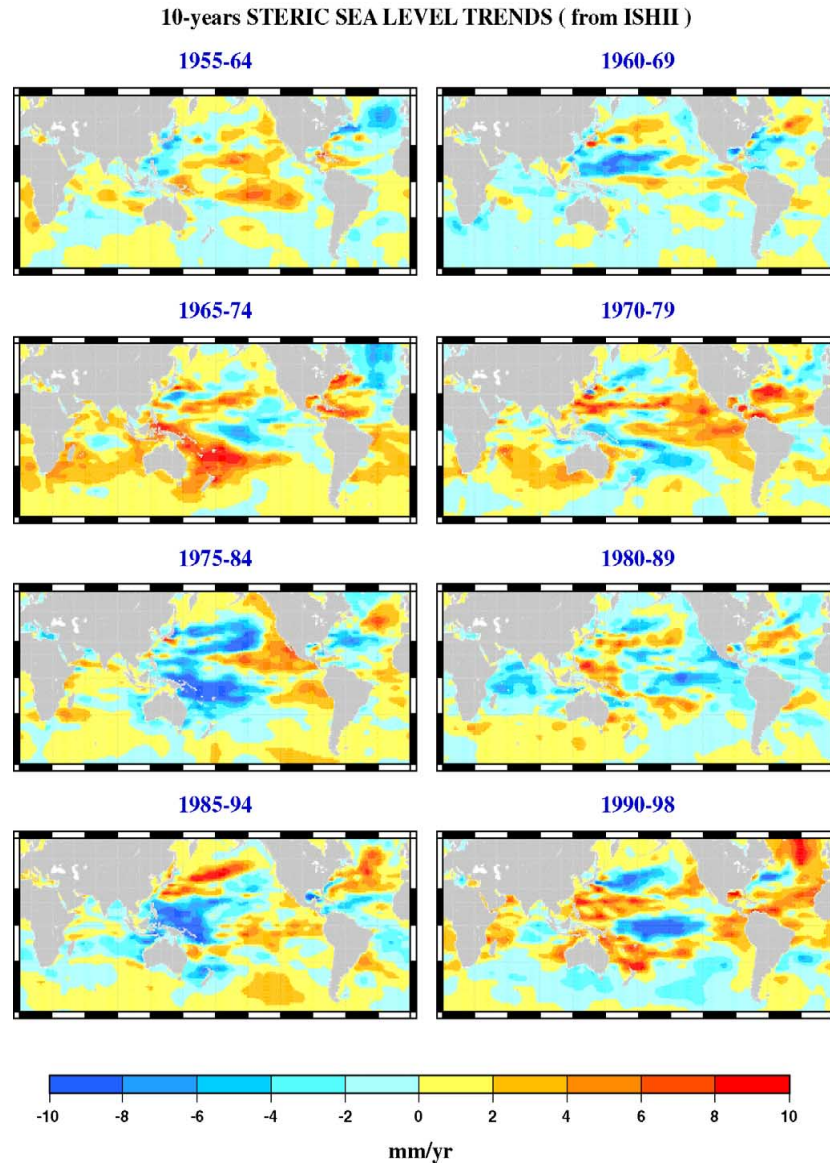 10-years STERIC SEA LEVEL TRENDS ( from ISHII )
1955-64 1960-69
1965-74 1970-79
1975-84 1980-89
1985-94 1990-98
-10 -8 -6 -4 -2 0 2 4 6 8 10
mm/yr